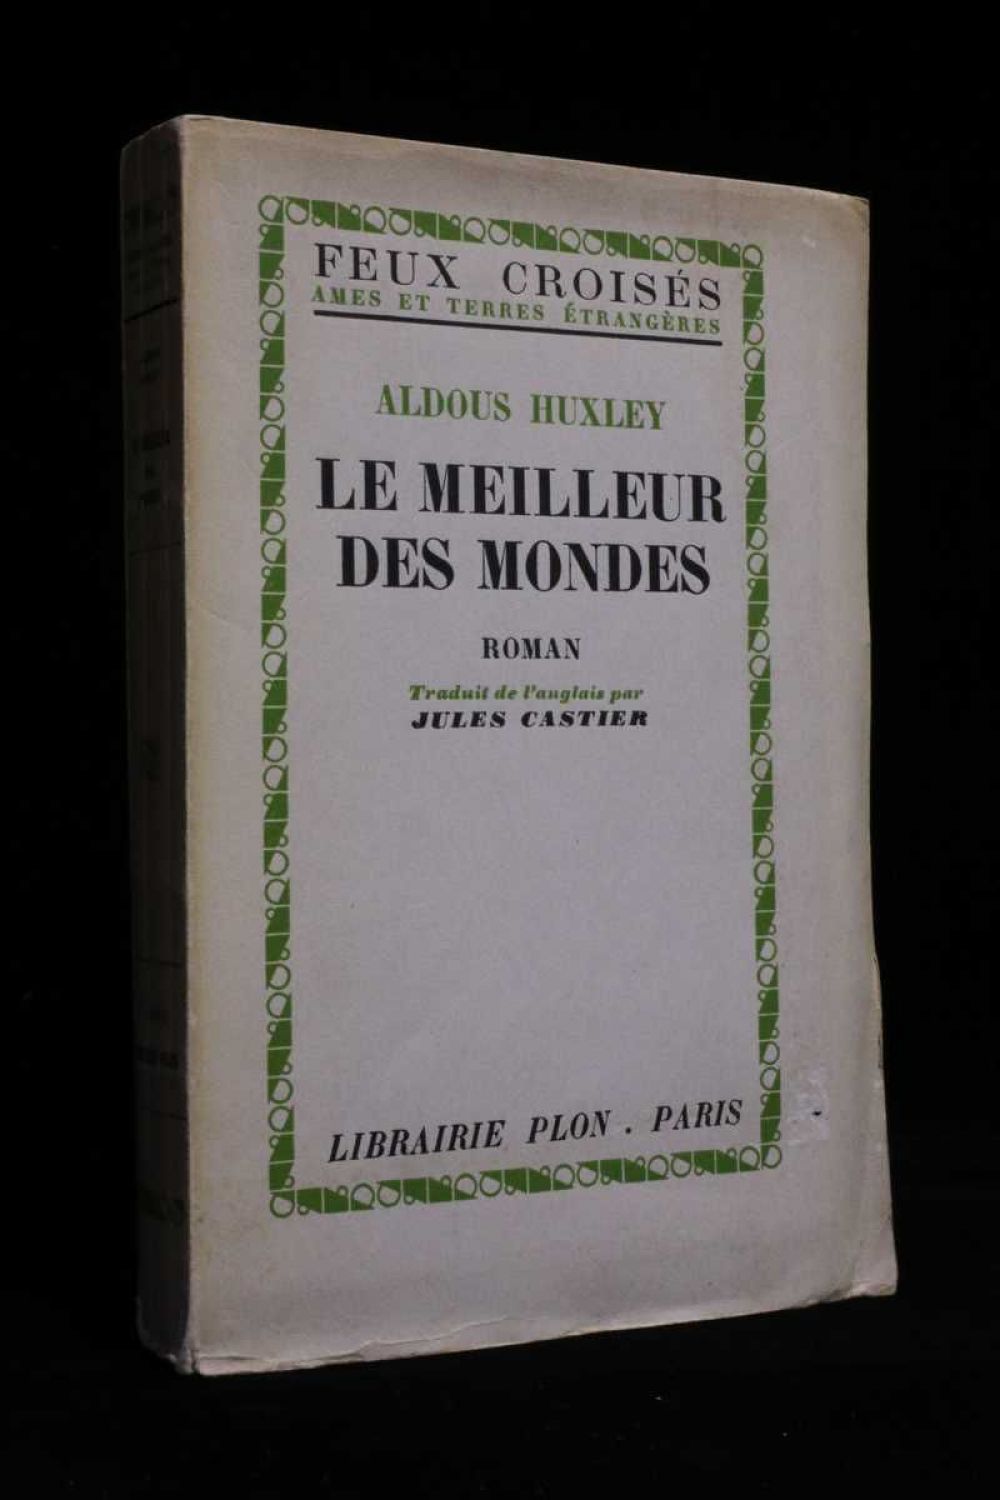 FEUX CROISÉS
AMES ET TERRES ÉTRANGÈRES
ALDOUS HUXLEY
LE MEILLEUR
DES MONDES
ROMAN
Traduit de l'anglais par
JULES CASTIER
LIBRAIRIE PLON . PARIS